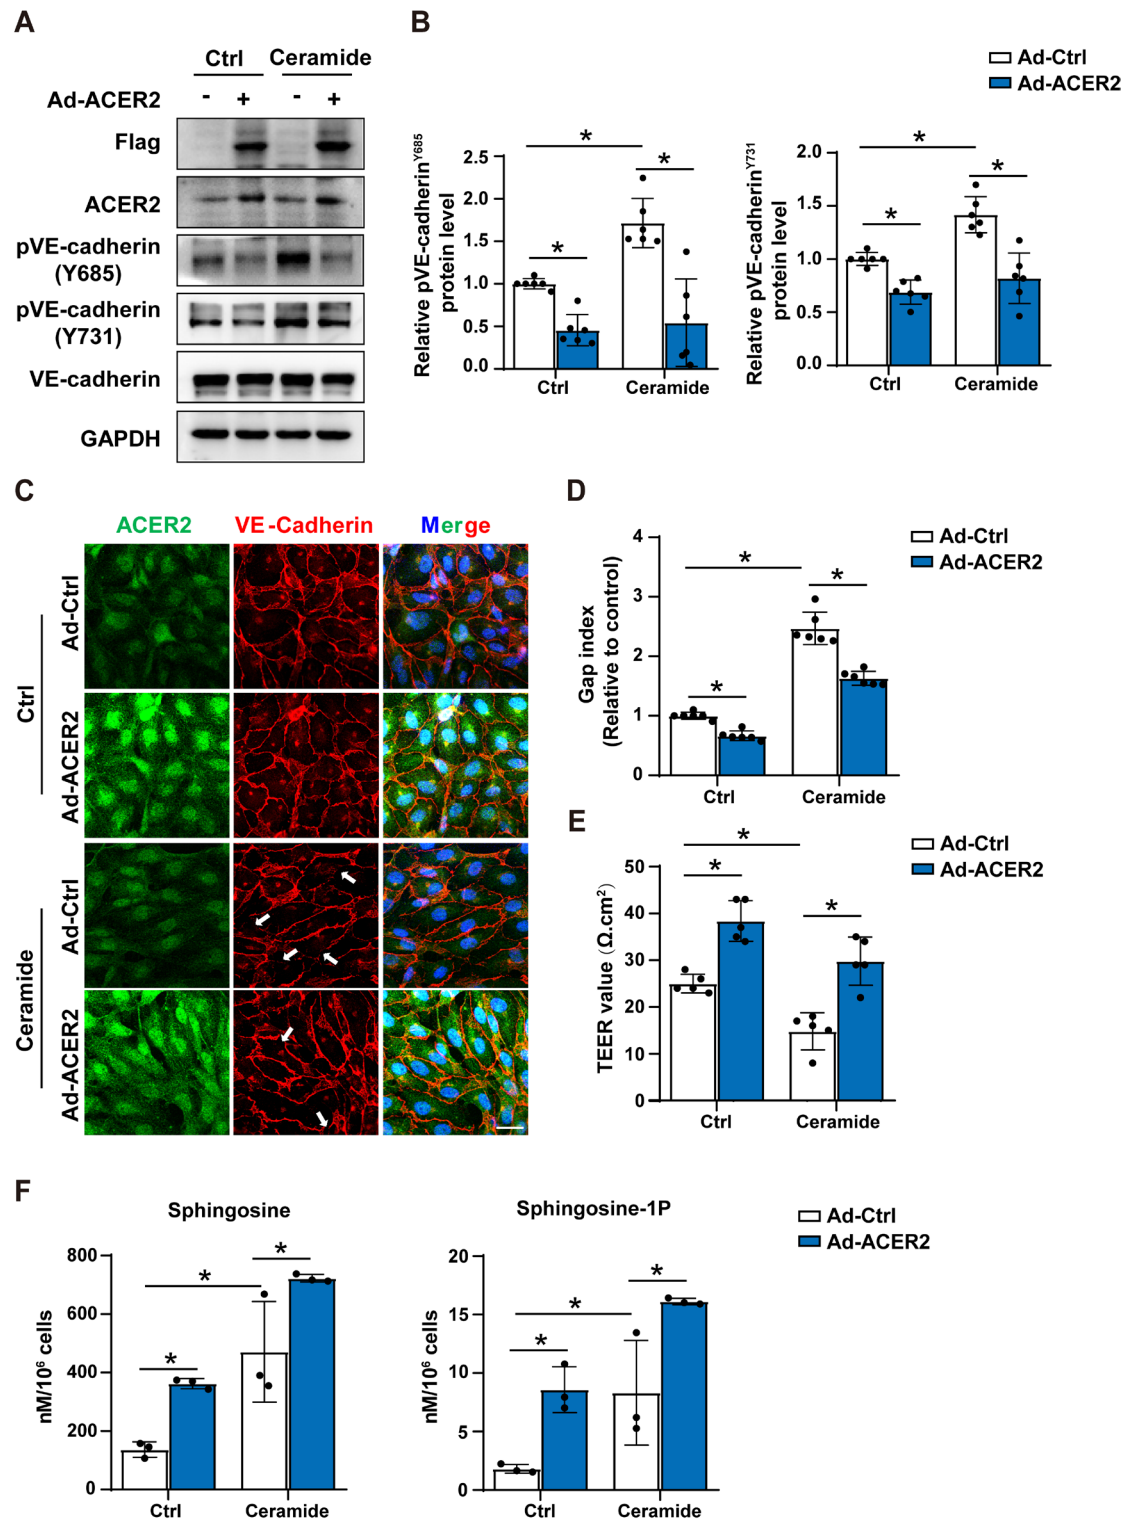 A
Ctrl Ceramide
Ad-ACER2 - + - +
Flag
ACER2
pVE-cadherin
(Y685)
pVE-cadherin
(Y731)
VE-cadherin
GAPDH
B
Ad-Ctrl
Ad-ACER2
Relative pVE-cadherinY685
protein level
2.5
2.0
1.5
1.0
0.5
0.0
* * *
Ctrl Ceramide
Relative pVE-cadherinY731
protein level
2.0
1.5
1.0
0.5
0.0
* * *
Ctrl Ceramide
C
ACER2 VE-Cadherin Merge
Ctrl
Ad-Ctrl
Ad-ACER2
Ceramide
Ad-Ctrl
Ad-ACER2
D
Ad-Ctrl
Ad-ACER2
Gap index
(Relative to control)
4
3
2
1
0
* * *
Ctrl Ceramide
E
Ad-Ctrl
Ad-ACER2
TEER value (Ω.cm²)
50
40
30
20
10
0
* * *
Ctrl Ceramide
F
Sphingosine
nM/10⁶ cells
800
600
400
200
0
* * *
Ctrl Ceramide
Sphingosine-1P
nM/10⁶ cells
20
15
10
5
0
* * *
Ctrl Ceramide
Ad-Ctrl
Ad-ACER2